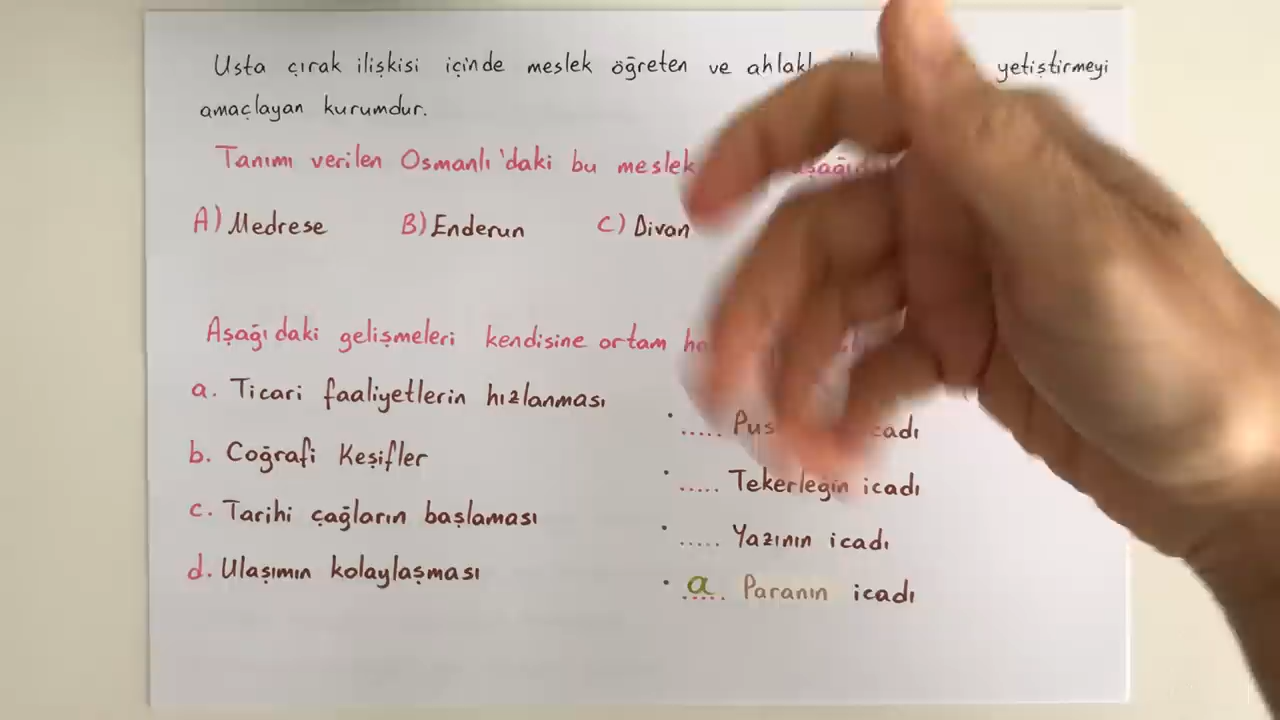 Usta çırak ilişkisi içinde meslek öğreten ve yetiştirmeyi
amaçlayan kurumdur.
Tanımı verilen Osmanlı'daki bu meslek
A) Medrese B) Enderun C) Divan
Aşağıdaki gelişmeleri kendisine ortam
a. Ticari faaliyetlerin hızlanması
b. Coğrafi Keşifler
c. Tarihi çağların başlaması
d. Ulaşımın kolaylaşması
.....
• ..... Tekerleğin icadı
• ..... Yazının icadı
• a Paranın icadı